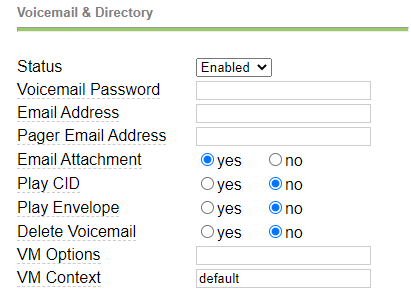 Voicemail & Directory
Status Enabled
Voicemail Password
Email Address
Pager Email Address
Email Attachment yes no
Play CID yes no
Play Envelope yes no
Delete Voicemail yes no
VM Options
VM Context default